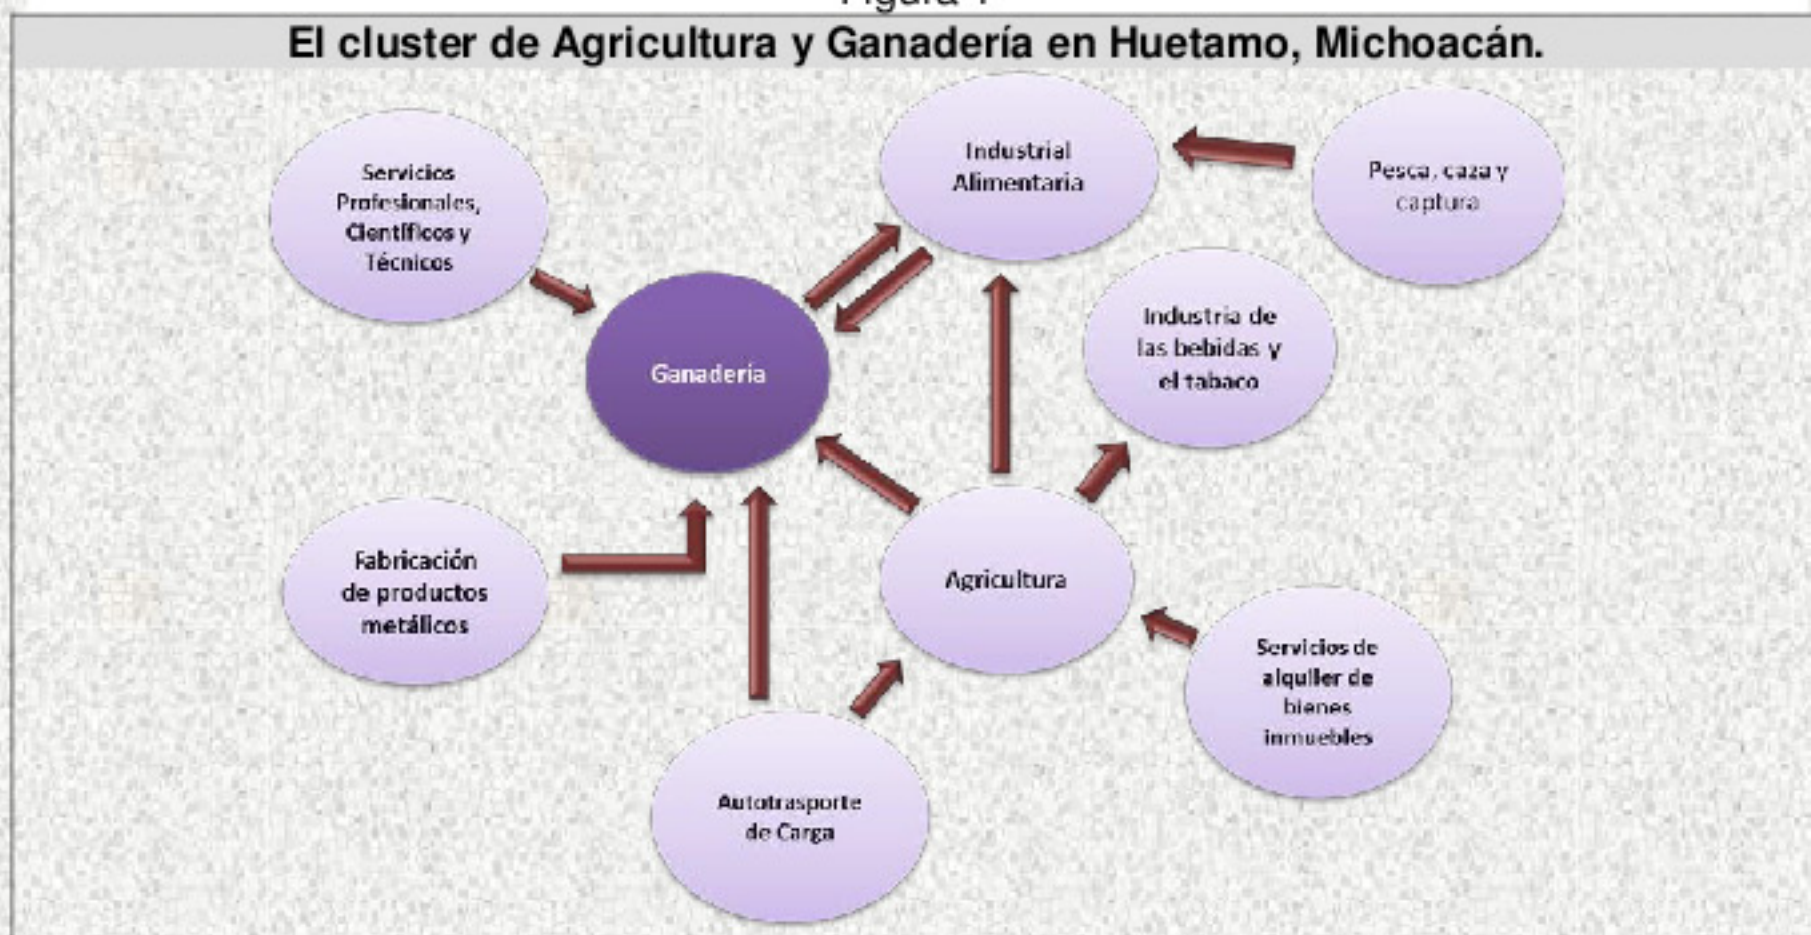 El cluster de Agricultura y Ganadería en Huetamo, Michoacán.
Servicios
Profesionales,
Científicos y
Técnicos
Industrial
Alimentaria
Pesca, caza y
captura
Industria de
las bebidas y
el tabaco
Ganaderia
Fabricación
de productos
metálicos
Agricultura
Servicios de
alquiler de
bienes
inmuebles
Autotrasporte
de Carga